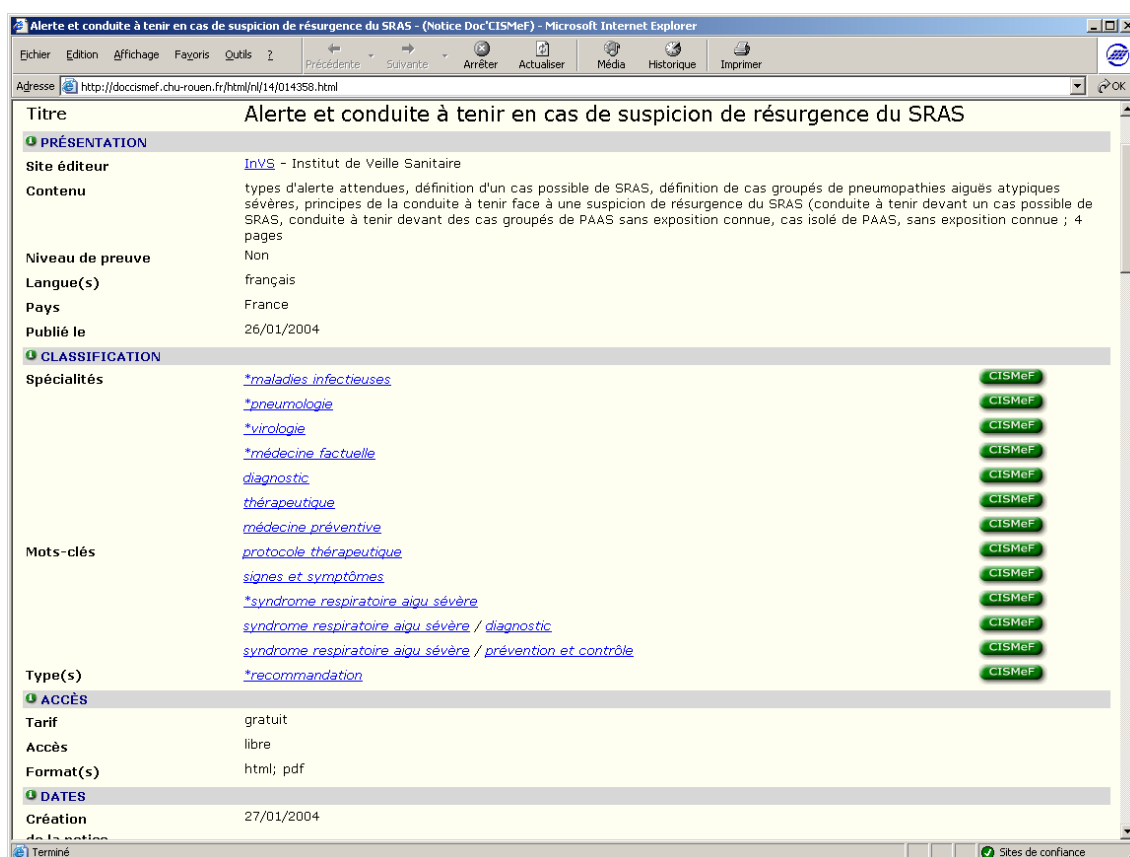 Alerte et conduite à tenir en cas de suspicion de résurgence du SRAS - (Notice Doc'CISMeF) - Microsoft Internet Explorer
Fichier Edition Affichage Favoris Outils ? Précédente Suivante Arrêter Actualiser Média Historique Imprimer
Adresse http://doccismef.chu-rouen.fr/html/nl/14/014358.html OK
Titre Alerte et conduite à tenir en cas de suspicion de résurgence du SRAS
PRÉSENTATION
Site éditeur InVS - Institut de Veille Sanitaire
Contenu types d'alerte attendues, définition d'un cas possible de SRAS, définition de cas groupés de pneumopathies aiguës atypiques
sévères, principes de la conduite à tenir face à une suspicion de résurgence du SRAS (conduite à tenir devant un cas possible de
SRAS, conduite à tenir devant des cas groupés de PAAS sans exposition connue, cas isolé de PAAS, sans exposition connue ; 4
pages
Niveau de preuve Non
Langue(s) français
Pays France
Publié le 26/01/2004
CLASSIFICATION
Spécialités *maladies infectieuses CISMeF
*pneumologie CISMeF
*virologie CISMeF
*médecine factuelle CISMeF
diagnostic CISMeF
thérapeutique CISMeF
médecine préventive CISMeF
Mots-clés protocole thérapeutique CISMeF
signes et symptômes CISMeF
*syndrome respiratoire aigu sévère CISMeF
syndrome respiratoire aigu sévère / diagnostic CISMeF
syndrome respiratoire aigu sévère / prévention et contrôle CISMeF
Type(s) *recommandation CISMeF
ACCÈS
Tarif gratuit
Accès libre
Format(s) html; pdf
DATES
Création 27/01/2004
de la notice
Terminé Sites de confiance